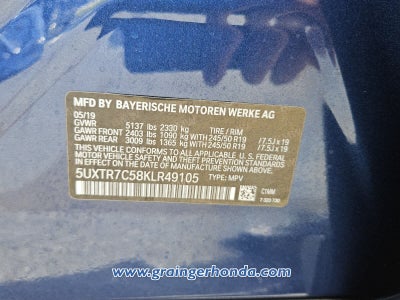 MFD BY BAYERISCHE MOTOREN WERKE AG
05/19
GVWR 5137 lbs 2330 kg TIRE / RIM
GAWR FRONT 2403 lbs 1090 kg WITH 245/50 R19 / 7.5J x 19
GAWR REAR 3009 lbs 1365 kg WITH 245/50 R19 / 7.5J x 19
THIS VEHICLE CONFORMS TO ALL APPLICABLE U.S. FEDERAL
MOTOR VEHICLE SAFETY, BUMPER, AND THEFT PREVENTION
STANDARDS IN EFFECT ON THE DATE OF MANUFACTURE
SHOWN ABOVE.
5UXTR7C58KLR49105 TYPE: MPV
www.graingerhonda.com